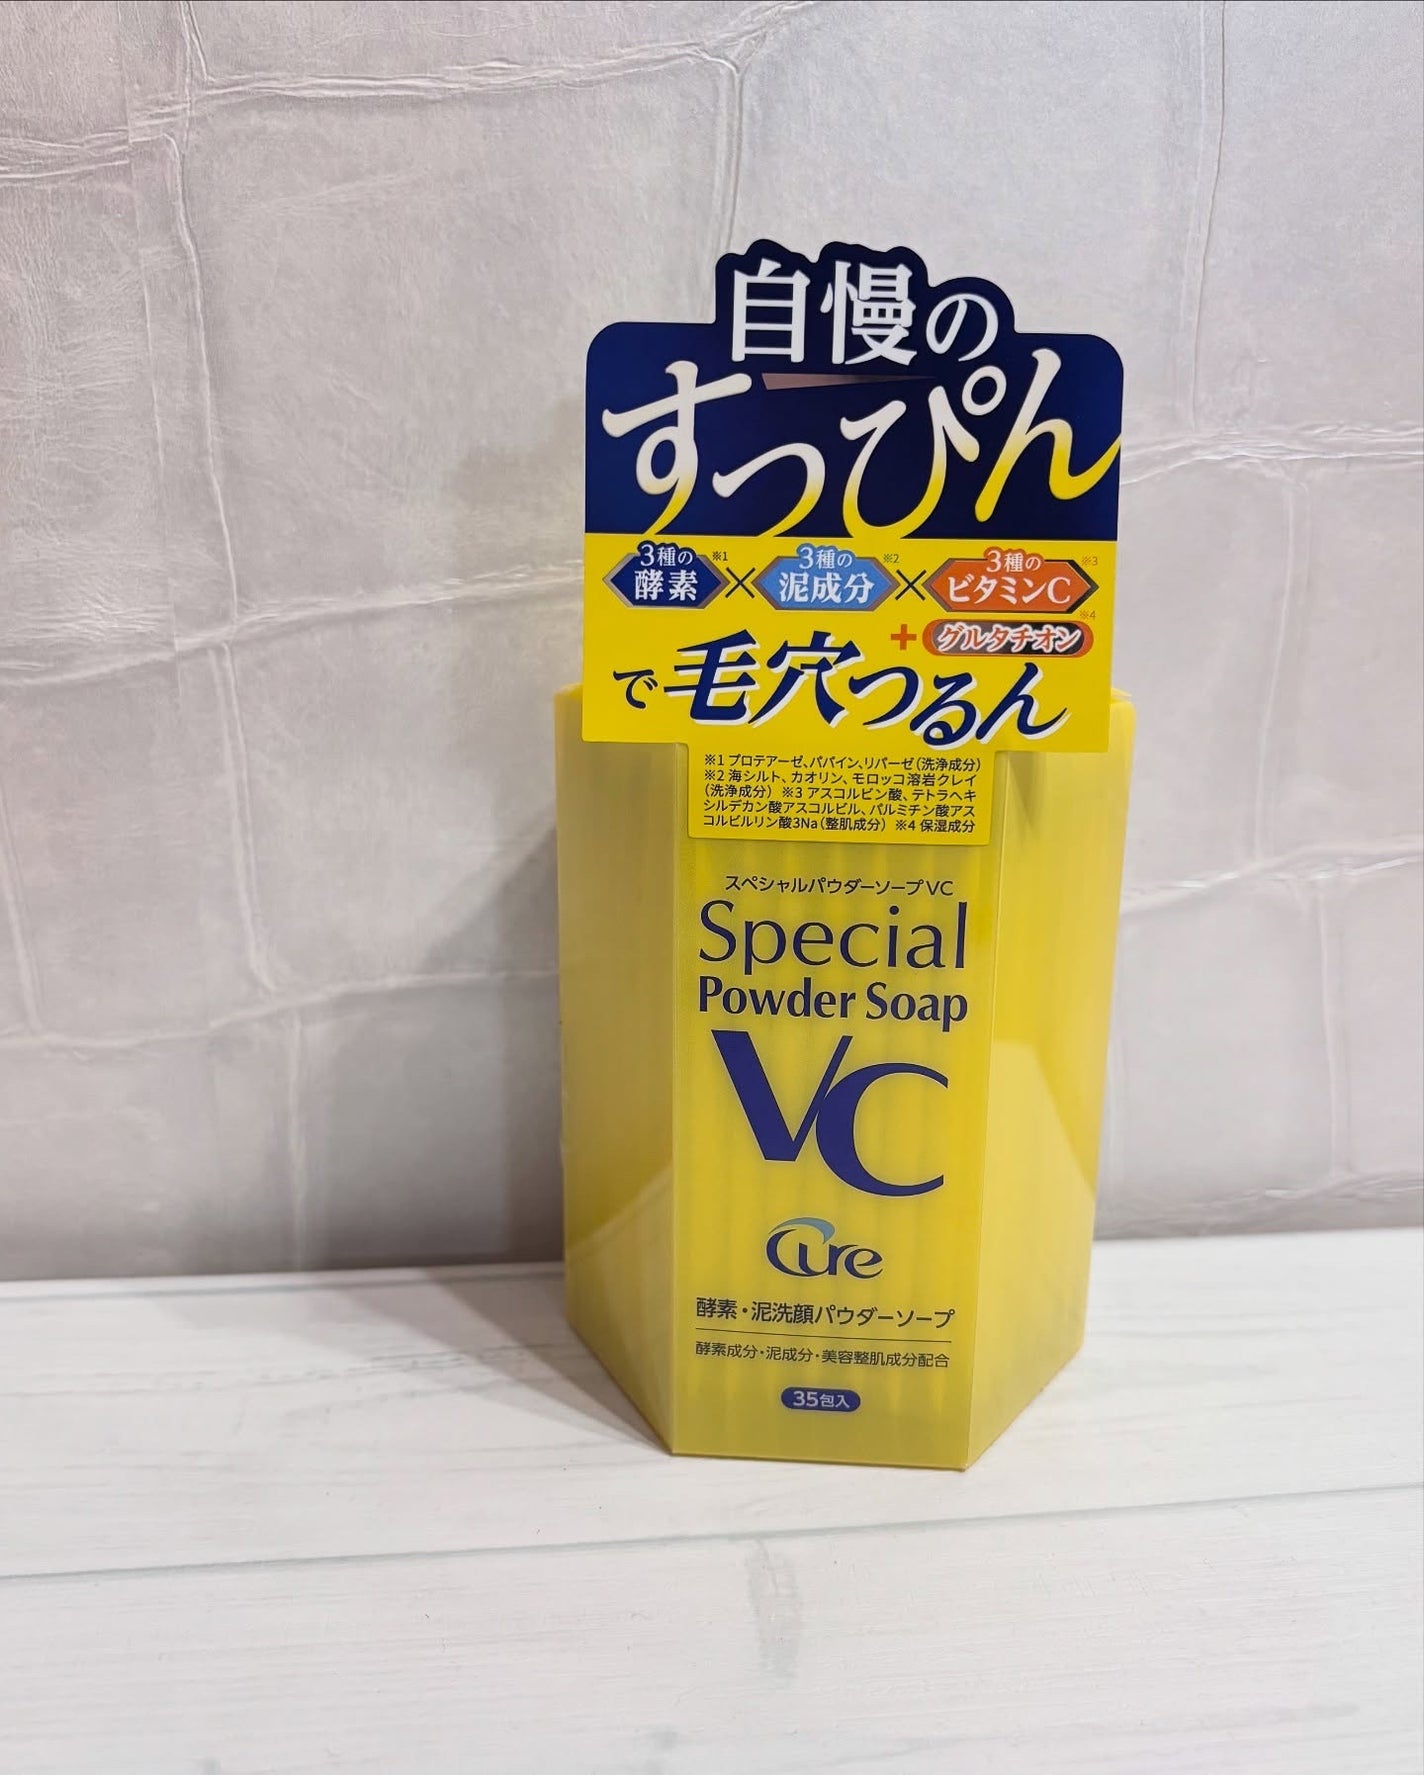 自慢の
すっぴん
3種の酵素※1×3種の泥成分※2×3種のビタミンC※3
+グルタチオン※4
で毛穴つるん
※1 プロテアーゼ、パパイン、リパーゼ(洗浄成分)
※2 海シルト、カオリン、モロッコ溶岩クレイ
(洗浄成分) ※3 アスコルビン酸、テトラヘキ
シルデカン酸アスコルビル、パルミチン酸アス
コルビルリン酸3Na(整肌成分) ※4 保湿成分
スペシャルパウダーソープVC
Special
Powder Soap
VC
Cure
酵素・泥洗顔パウダーソープ
酵素成分・泥成分・美容整肌成分配合
35包入